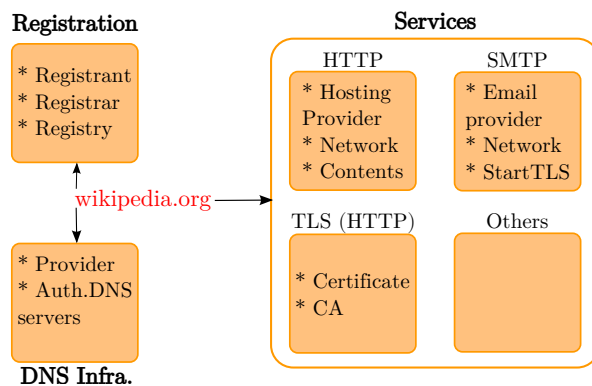 Registration
* Registrant
* Registrar
* Registry
wikipedia.org
* Provider
* Auth.DNS
servers
DNS Infra.
Services
HTTP
* Hosting
Provider
* Network
* Contents
SMTP
* Email
provider
* Network
* StartTLS
TLS (HTTP)
* Certificate
* CA
Others